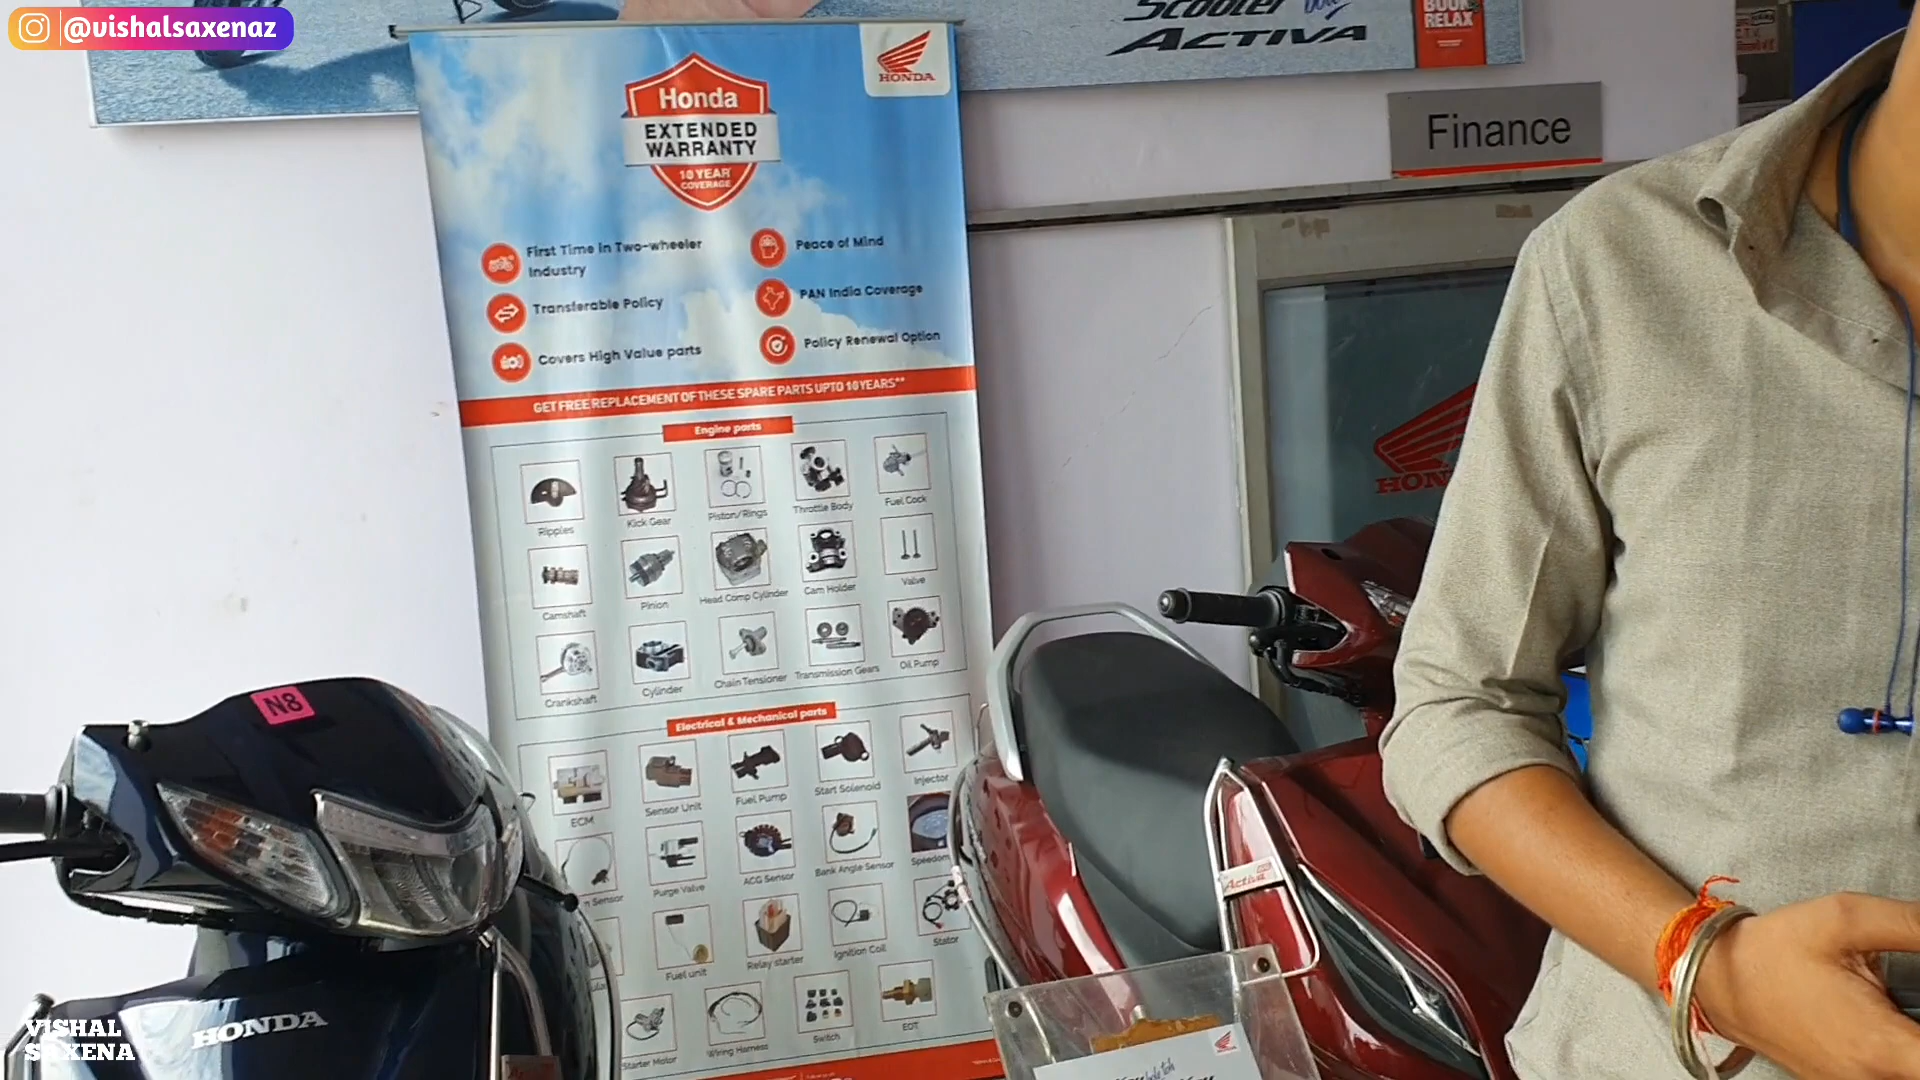 @vishalsaxenaz
Scooter
ACTIVA
BOOK
RELAX
HONDA
Honda
EXTENDED
WARRANTY
10 YEAR
COVERAGE
Finance
First Time in Two-wheeler
Industry
Peace of Mind
Transferable Policy
PAN India Coverage
Covers High Value parts
Policy Renewal Option
GET FREE REPLACEMENT OF THESE SPARE PARTS UPTO 10 YEARS**
Engine parts
Ripples
Kick Gear
Piston/Rings
Throttle Body
Fuel Cock
Camshaft
Pinion
Head Comp Cylinder
Cam Holder
Valve
Crankshaft
Cylinder
Chain Tensioner
Transmission Gears
Oil Pump
Electrical & Mechanical parts
ECM
Sensor Unit
Fuel Pump
Start Solenoid
Injector
Sensor
Purge Valve
ACG Sensor
Bank Angle Sensor
Speedom
Fuel unit
Relay starter
Ignition Coil
Stator
Starter Motor
Wiring Harness
Switch
EOT
HON
N8
HONDA
Activa
VISHAL
SAXENA